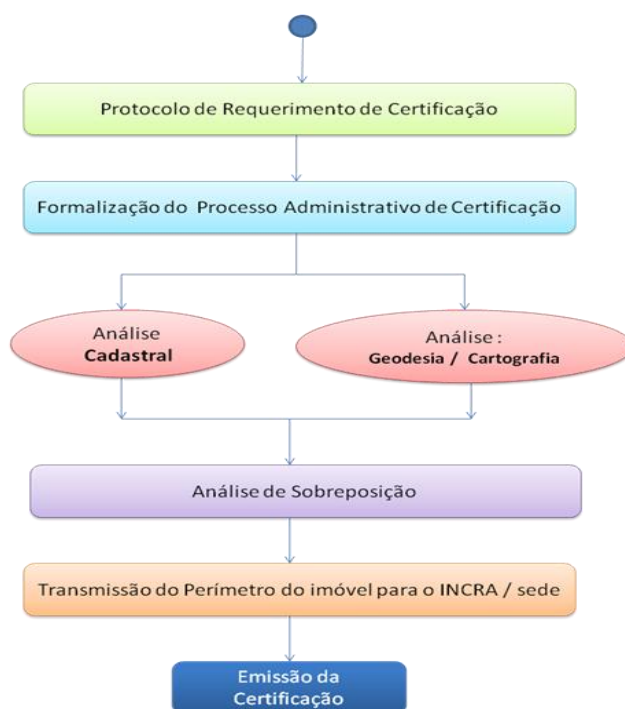 Protocolo de Requerimento de Certificação
Formalização do Processo Administrativo de Certificação
Análise
Cadastral
Análise :
Geodesia / Cartografia
Análise de Sobreposição
Transmissão do Perímetro do imóvel para o INCRA / sede
Emissão da
Certificação